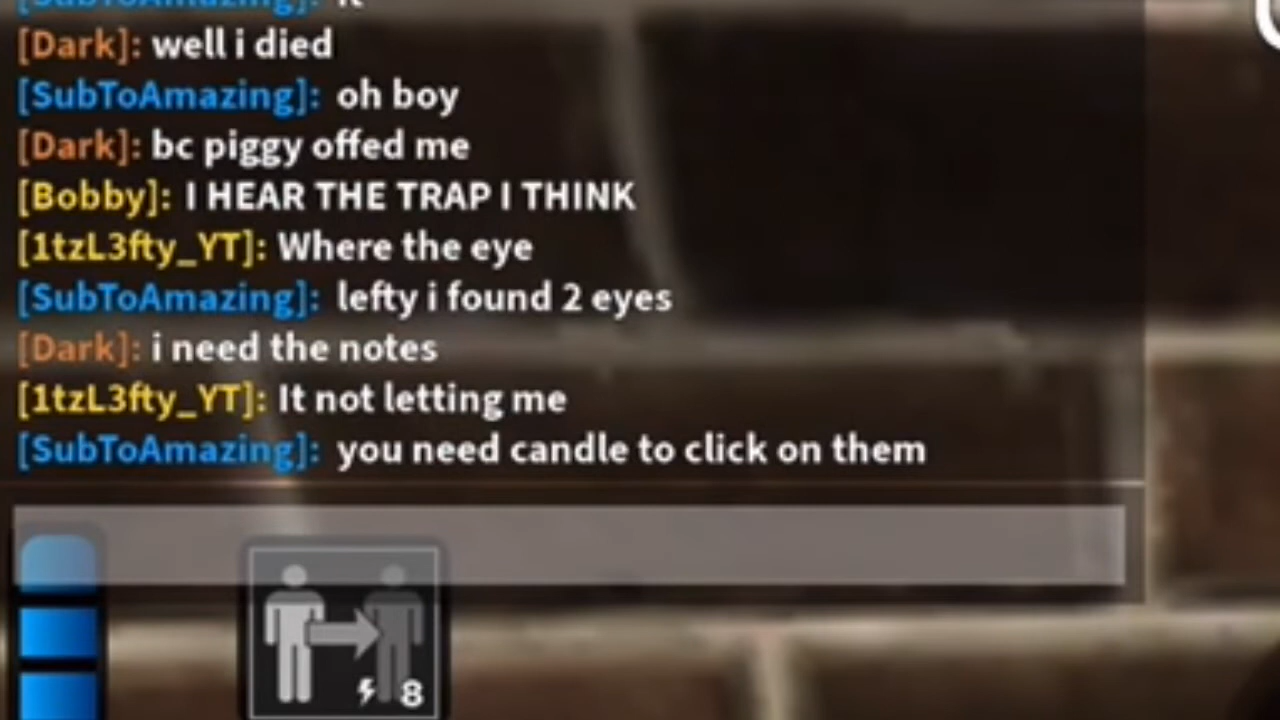 [SubToAmazing]: it
[Dark]: well i died
[SubToAmazing]: oh boy
[Dark]: bc piggy offed me
[Bobby]: I HEAR THE TRAP I THINK
[1tzL3fty_YT]: Where the eye
[SubToAmazing]: lefty i found 2 eyes
[Dark]: i need the notes
[1tzL3fty_YT]: It not letting me
[SubToAmazing]: you need candle to click on them
8